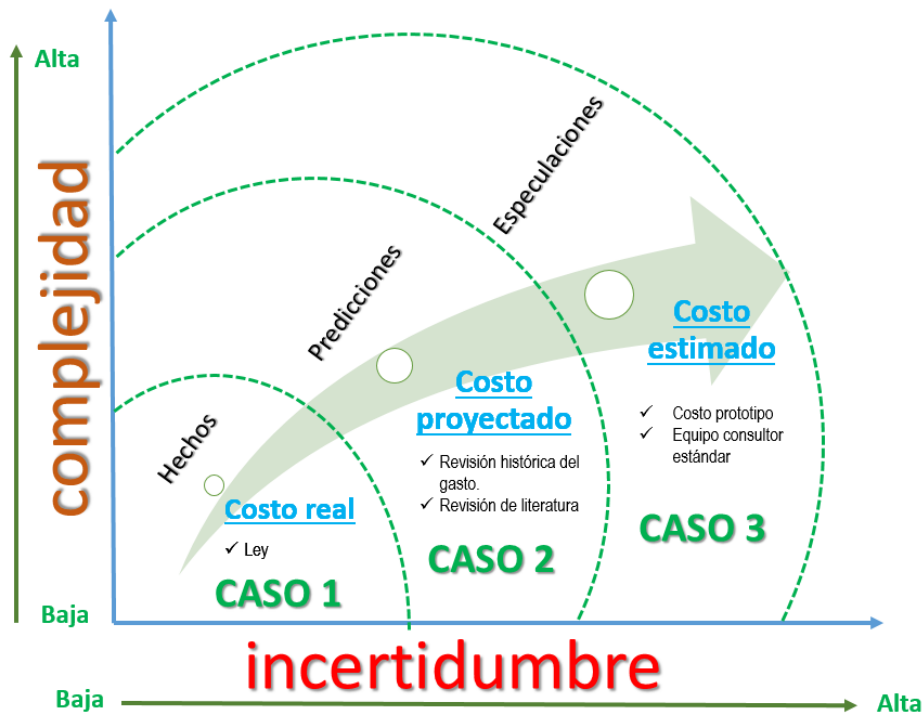 Alta
complejidad
Baja
Especulaciones
Predicciones
Hechos
Costo real
✓ Ley
CASO 1
Costo
proyectado
✓ Revisión histórica del
gasto.
✓ Revisión de literatura
CASO 2
Costo
estimado
✓ Costo prototipo
✓ Equipo consultor
estándar
CASO 3
incertidumbre
Baja
Alta